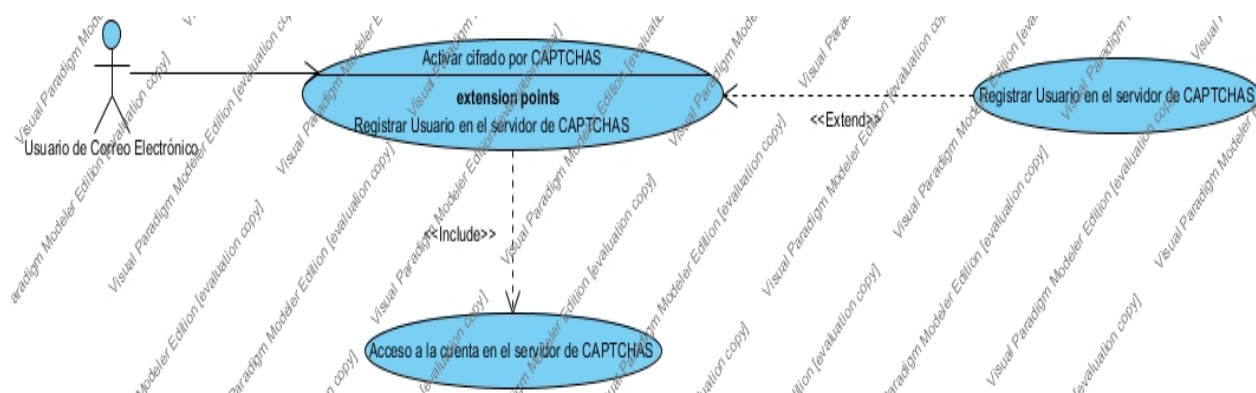 Activar cifrado por CAPTCHAS
extension points
Registrar Usuario en el servidor de CAPTCHAS
Registrar Usuario en el servidor de CAPTCHAS
<<Extend>>
Usuario de Correo Electrónico
<<Include>>
Acceso a la cuenta en el servidor de CAPTCHAS
Visual Paradigm Modeler Edition [evaluation copy]